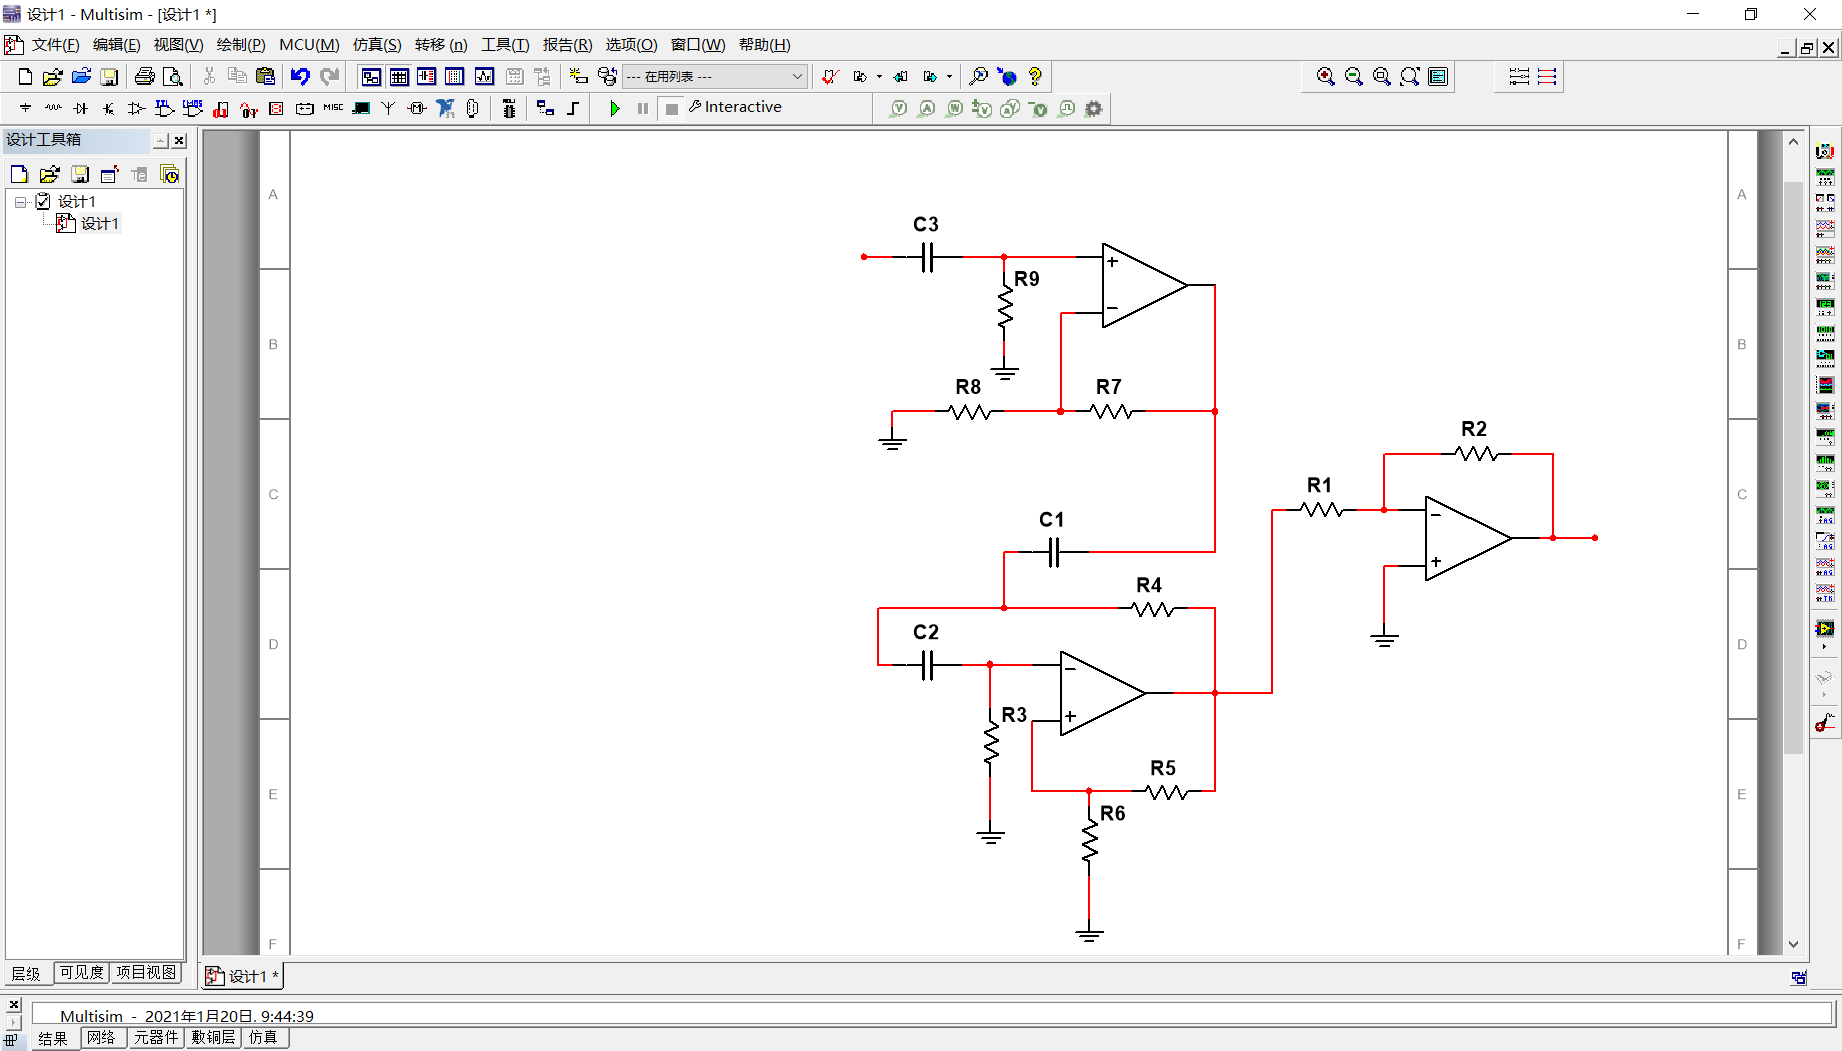 设计1 - Multisim - [设计1 *]
文件(F) 编辑(E) 视图(V) 绘制(P) MCU(M) 仿真(S) 转移 (n) 工具(T) 报告(R) 选项(O) 窗口(W) 帮助(H)
--- 在用列表 ---
MISC Interactive
设计工具箱
设计1
设计1
A A
C3
R9
+
−
B B
R8 R7
R2
C C
R1
−
+
C1
R4
C2
D D
−
R3
+
R5
E E
R6
F F
层级 可见度 项目视图
设计1 *
Multisim - 2021年1月20日, 9:44:39
结果 网络 元器件 敷铜层 仿真